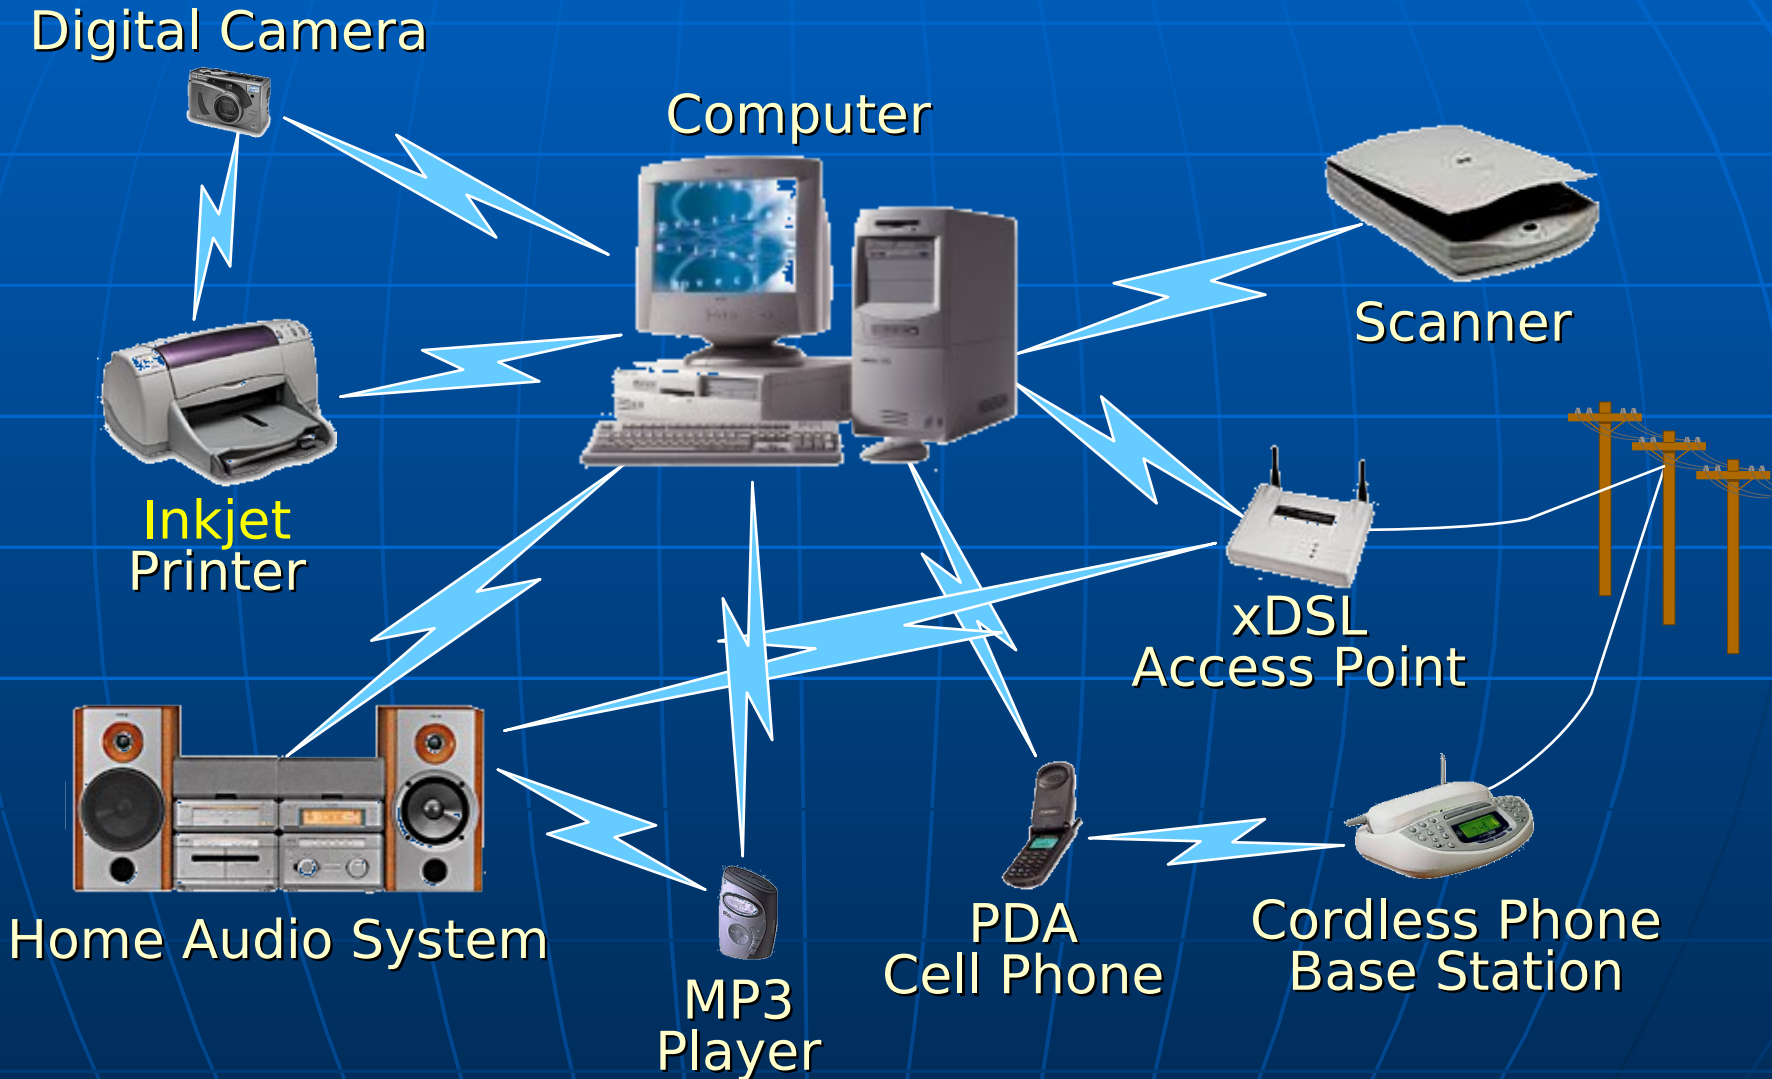 Digital Camera
Computer
Scanner
Inkjet
Printer
xDSL
Access Point
Home Audio System
MP3
Player
PDA
Cell Phone
Cordless Phone
Base Station